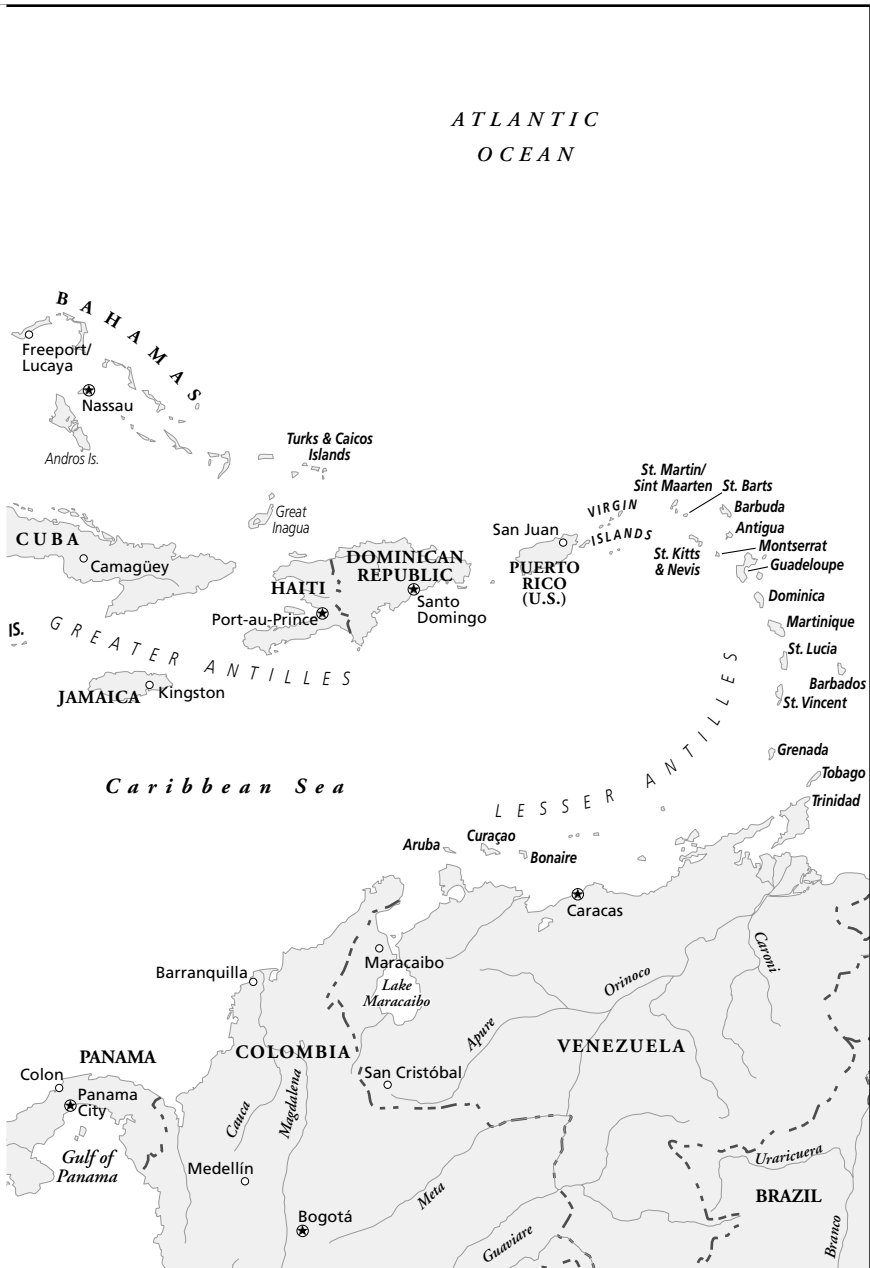 ATLANTIC
OCEAN
BAHAMAS
Freeport/
Lucaya
Nassau
Andros Is.
Turks & Caicos
Islands
Great
Inagua
St. Martin/
Sint Maarten
St. Barts
VIRGIN
ISLANDS
Barbuda
Antigua
Montserrat
Guadeloupe
St. Kitts
& Nevis
San Juan
PUERTO
RICO
(U.S.)
CUBA
Camagüey
DOMINICAN
REPUBLIC
HAITI
Santo
Domingo
Port-au-Prince
Dominica
Martinique
IS.
GREATER ANTILLES
St. Lucia
Barbados
St. Vincent
JAMAICA
Kingston
Grenada
Tobago
Trinidad
Caribbean Sea
LESSER ANTILLES
Aruba
Curaçao
Bonaire
Caracas
Maracaibo
Lake
Maracaibo
Barranquilla
Orinoco
Caroni
Apure
VENEZUELA
COLOMBIA
San Cristóbal
PANAMA
Colon
Panama
City
Gulf of
Panama
Cauca
Magdalena
Medellín
Bogotá
Meta
Guaviare
Uraricuera
BRAZIL
Branco